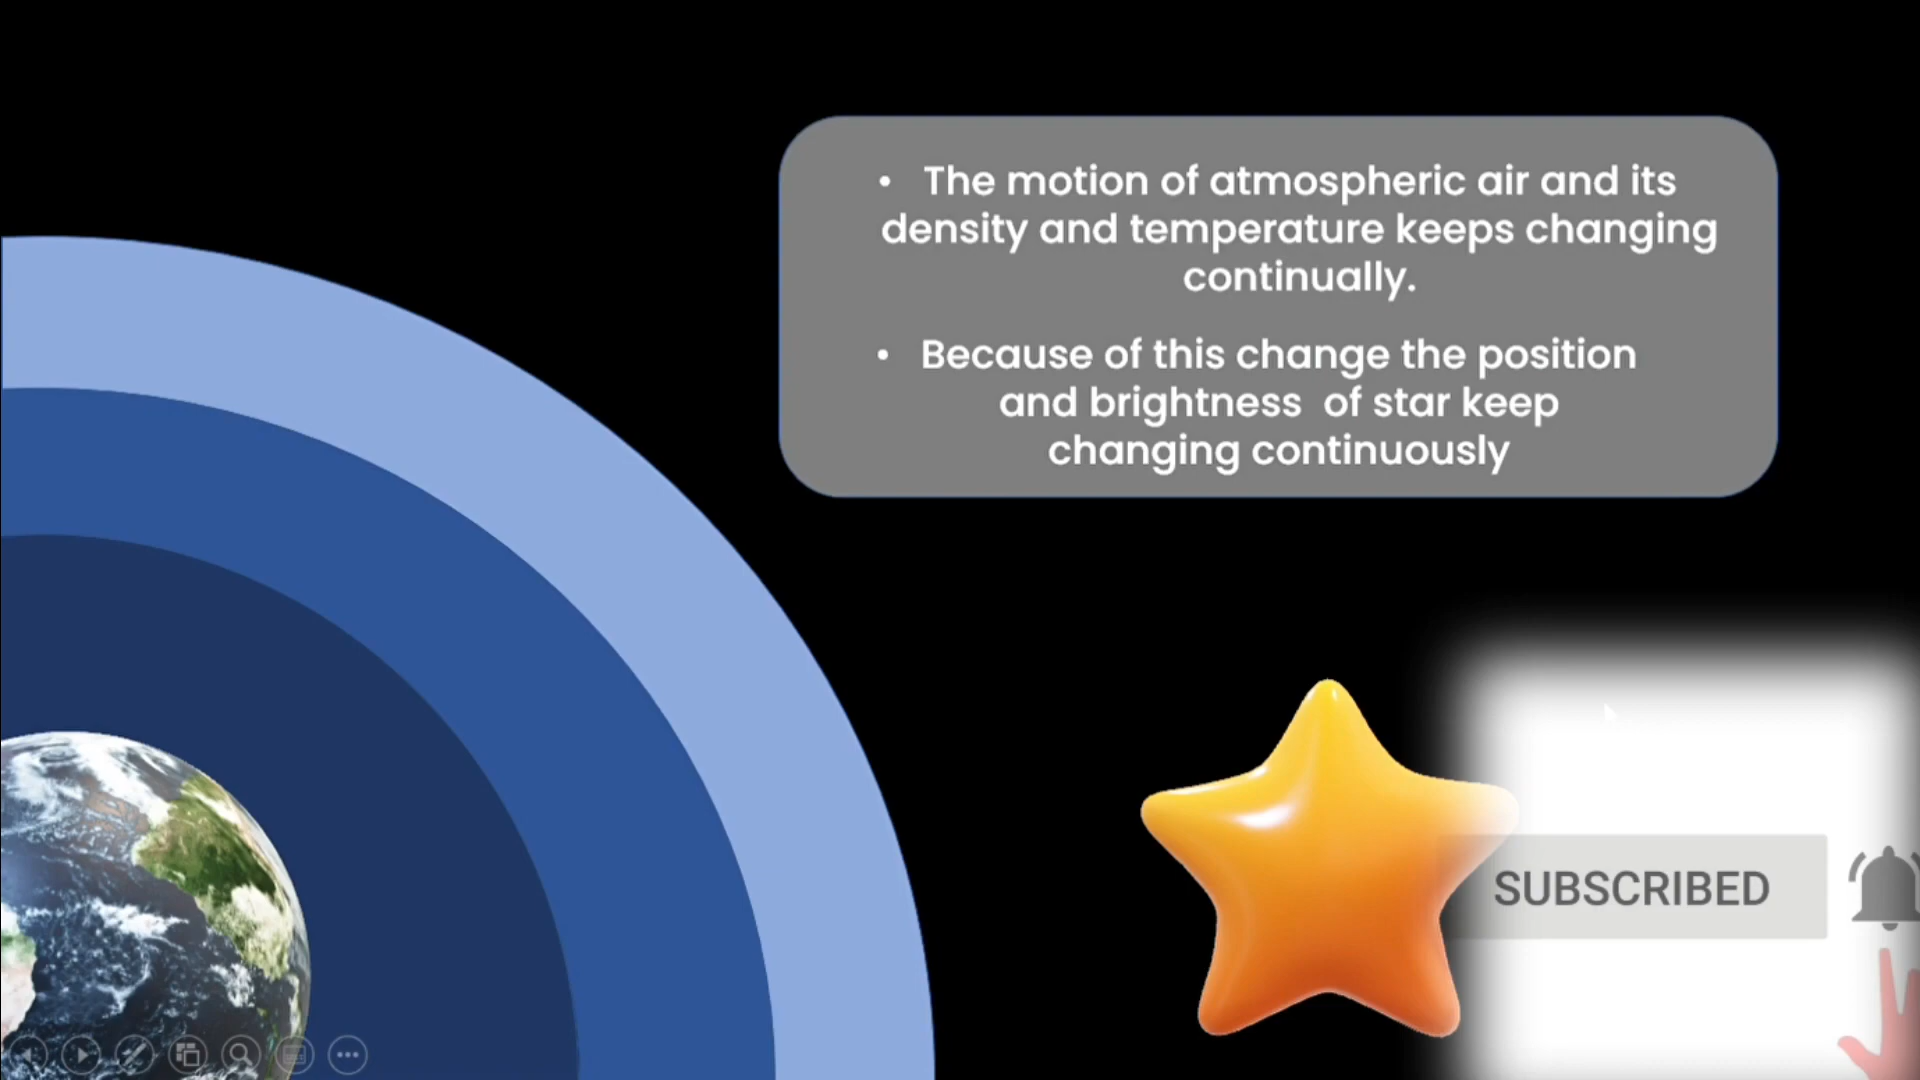 • The motion of atmospheric air and its
density and temperature keeps changing
continually.
• Because of this change the position
and brightness  of star keep
changing continuously
SUBSCRIBED